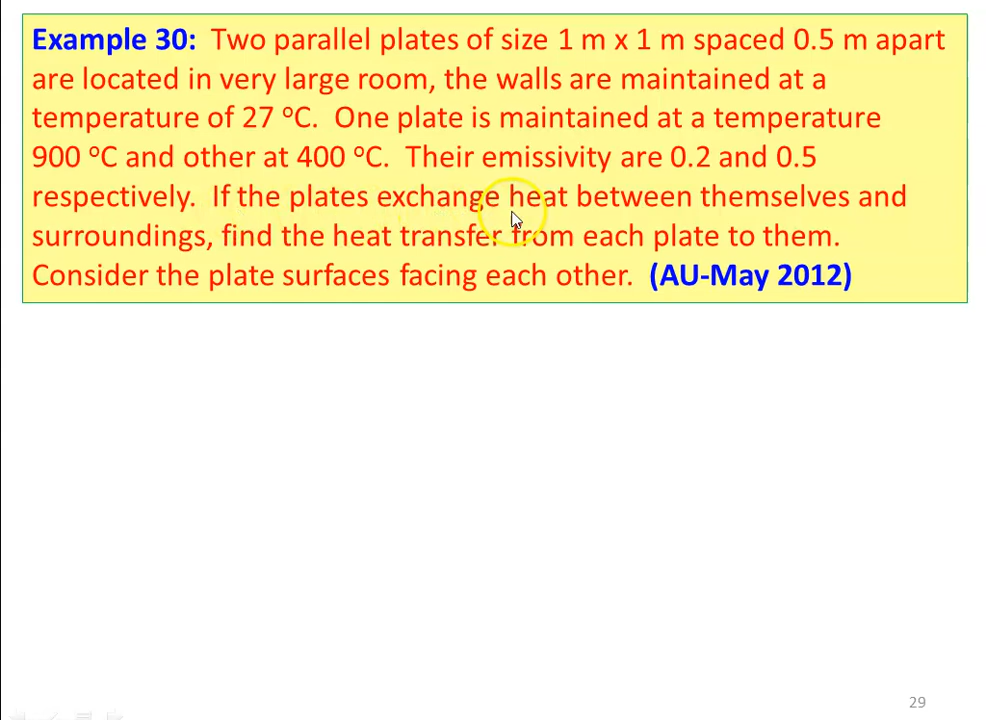 Example 30: Two parallel plates of size 1 m x 1 m spaced 0.5 m apart
are located in very large room, the walls are maintained at a
temperature of 27 ᵒC. One plate is maintained at a temperature
900 ᵒC and other at 400 ᵒC. Their emissivity are 0.2 and 0.5
respectively. If the plates exchange heat between themselves and
surroundings, find the heat transfer from each plate to them.
Consider the plate surfaces facing each other. (AU-May 2012)
29